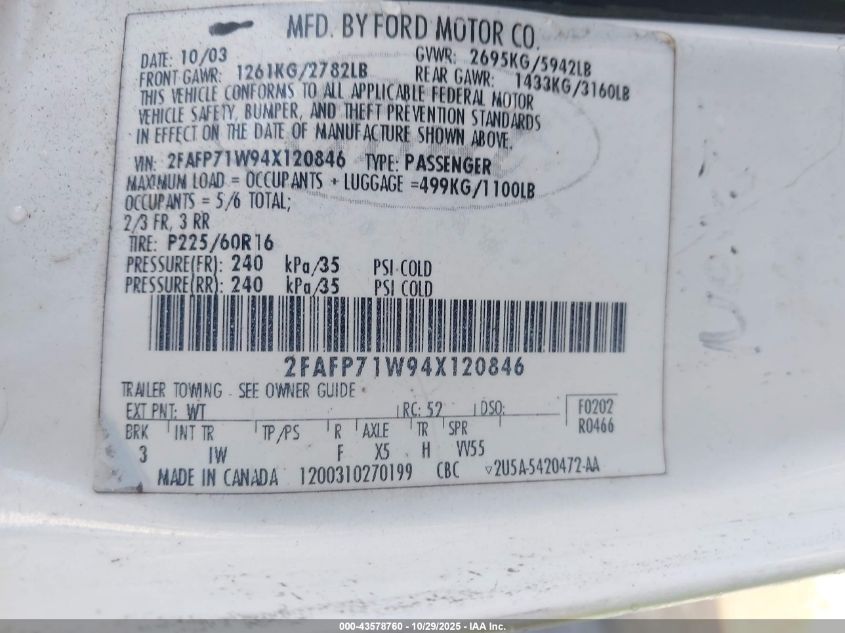 MFD. BY FORD MOTOR CO.
DATE: 10/03 GVWR: 2695KG/5942LB
FRONT GAWR: 1261KG/2782LB REAR GAWR: 1433KG/3160LB
THIS VEHICLE CONFORMS TO ALL APPLICABLE FEDERAL MOTOR
VEHICLE SAFETY, BUMPER, AND THEFT PREVENTION STANDARDS
IN EFFECT ON THE DATE OF MANUFACTURE SHOWN ABOVE.
VIN: 2FAFP71W94X120846 TYPE: PASSENGER
MAXIMUM LOAD = OCCUPANTS + LUGGAGE =499KG/1100LB
OCCUPANTS = 5/6 TOTAL;
2/3 FR, 3 RR
TIRE: P225/60R16
PRESSURE(FR): 240 kPa/35 PSI COLD
PRESSURE(RR): 240 kPa/35 PSI COLD
2FAFP71W94X120846
TRAILER TOWING - SEE OWNER GUIDE
EXT PNT: WT RC: 52 DSO: F0202
BRK INT TR TP/PS R AXLE TR SPR R0466
3 IW F X5 H VV55
MADE IN CANADA 1200310270199 CBC 2U5A-5420472-AA
000-43578760 - 10/29/2025 - IAA Inc.